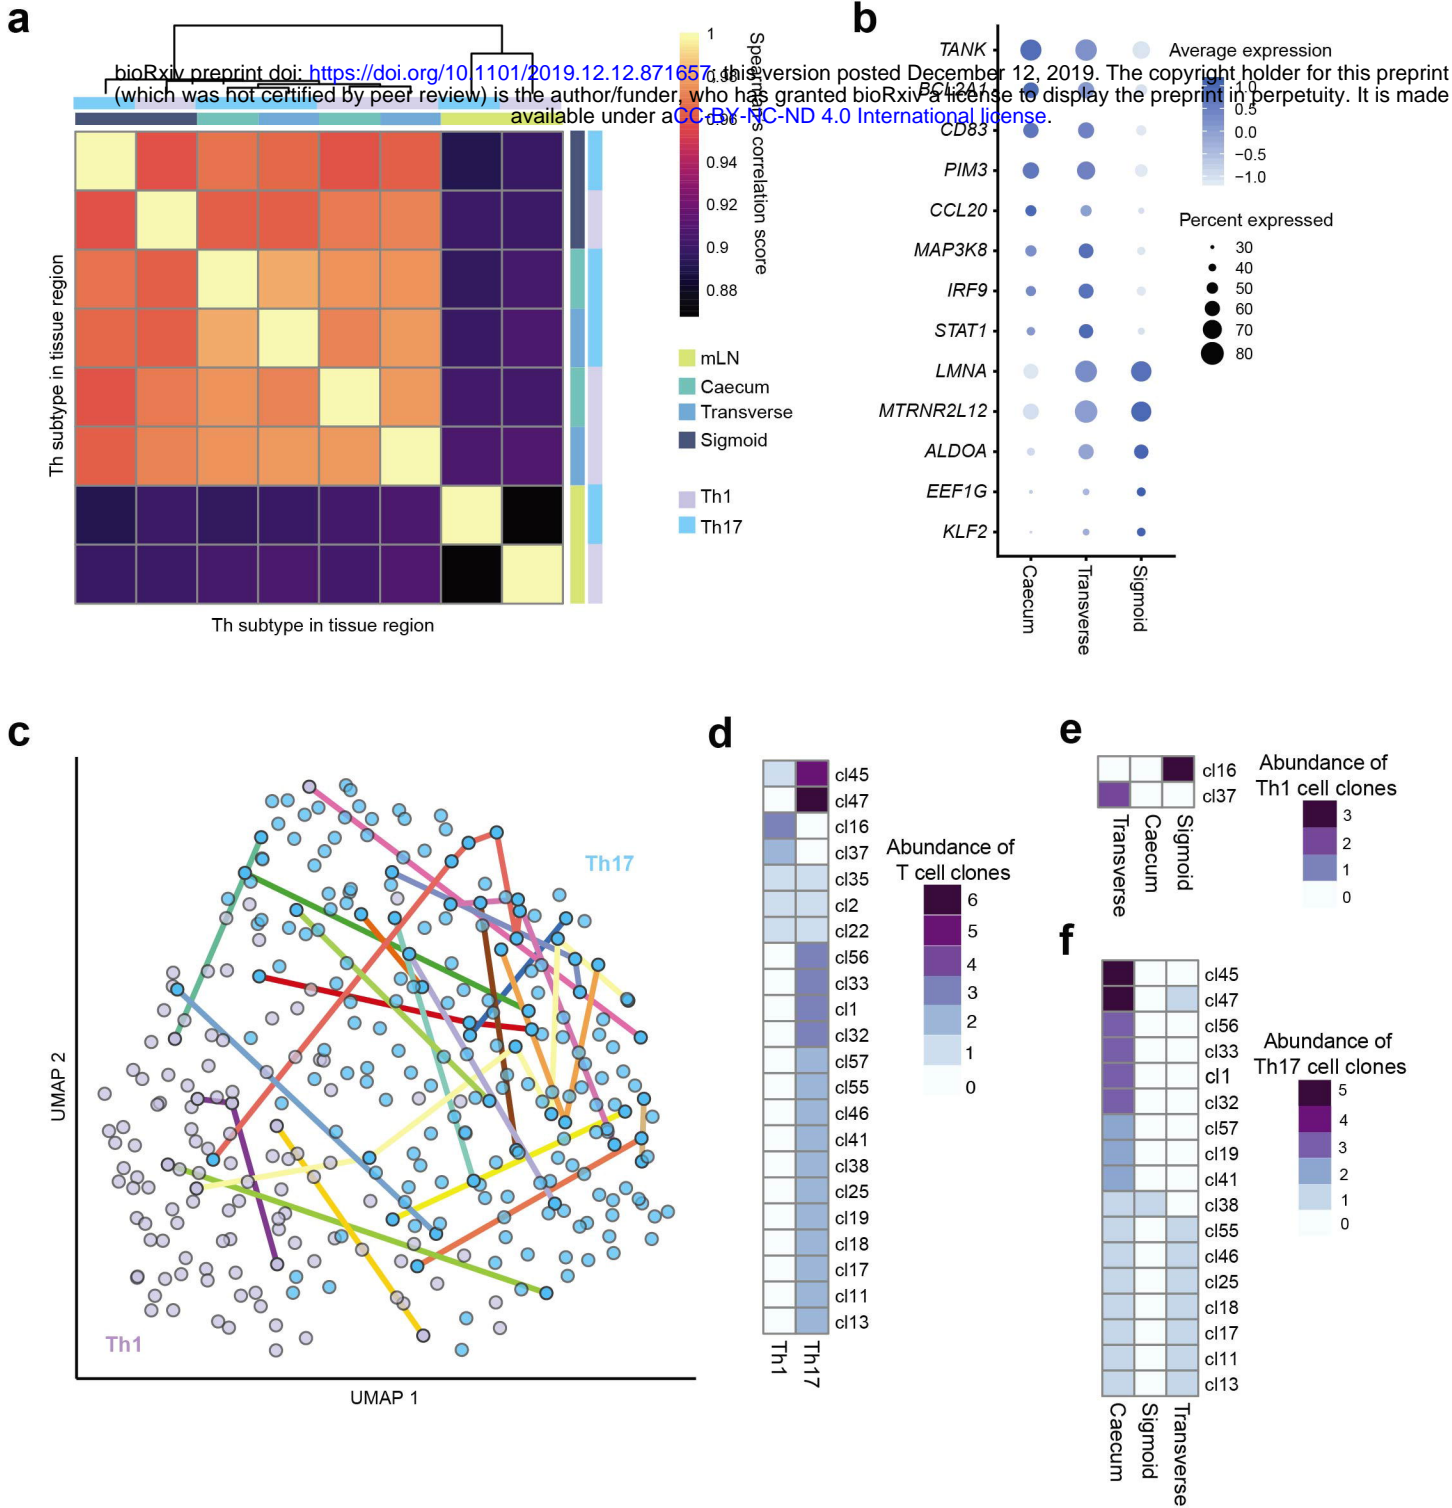 a
b
bioRxiv preprint doi: https://doi.org/10.1101/2019.12.12.871657; this version posted December 12, 2019. The copyright holder for this preprint
(which was not certified by peer review) is the author/funder, who has granted bioRxiv a license to display the preprint in perpetuity. It is made
available under aCC-BY-NC-ND 4.0 International license.
1
0.98
0.96
0.94
0.92
0.9
0.88
Spearman's correlation score
mLN
Caecum
Transverse
Sigmoid
Th1
Th17
Th subtype in tissue region
Th subtype in tissue region
TANK
BCL2A1
CD83
PIM3
CCL20
MAP3K8
IRF9
STAT1
LMNA
MTRNR2L12
ALDOA
EEF1G
KLF2
Caecum
Transverse
Sigmoid
Average expression
1.0
0.5
0.0
−0.5
−1.0
Percent expressed
30
40
50
60
70
80
c
Th17
Th1
UMAP 2
UMAP 1
d
cl45
cl47
cl16
cl37
cl35
cl2
cl22
cl56
cl33
cl1
cl32
cl57
cl55
cl46
cl41
cl38
cl25
cl19
cl18
cl17
cl11
cl13
Th1
Th17
Abundance of
T cell clones
6
5
4
3
2
1
0
e
cl16
cl37
Transverse
Caecum
Sigmoid
Abundance of
Th1 cell clones
3
2
1
0
f
cl45
cl47
cl56
cl33
cl1
cl32
cl57
cl19
cl41
cl38
cl55
cl46
cl25
cl18
cl17
cl11
cl13
Caecum
Sigmoid
Transverse
Abundance of
Th17 cell clones
5
4
3
2
1
0